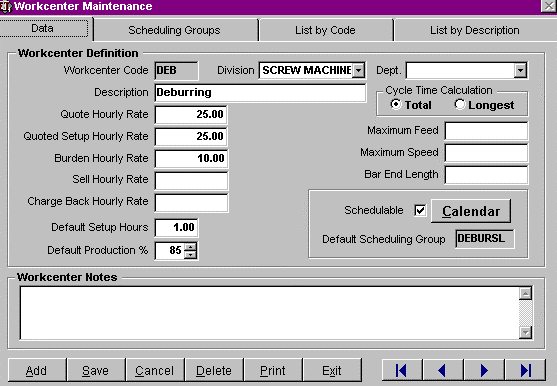 Workcenter Maintenance
Data Scheduling Groups List by Code List by Description
Workcenter Definition
Workcenter Code DEB Division SCREW MACHINE Dept.
Description Deburring
Cycle Time Calculation
Total Longest
Quote Hourly Rate 25.00
Quoted Setup Hourly Rate 25.00
Burden Hourly Rate 10.00
Sell Hourly Rate
Charge Back Hourly Rate
Default Setup Hours 1.00
Default Production % 85
Maximum Feed
Maximum Speed
Bar End Length
Schedulable Calendar
Default Scheduling Group DEBURSL
Workcenter Notes
Add Save Cancel Delete Print Exit